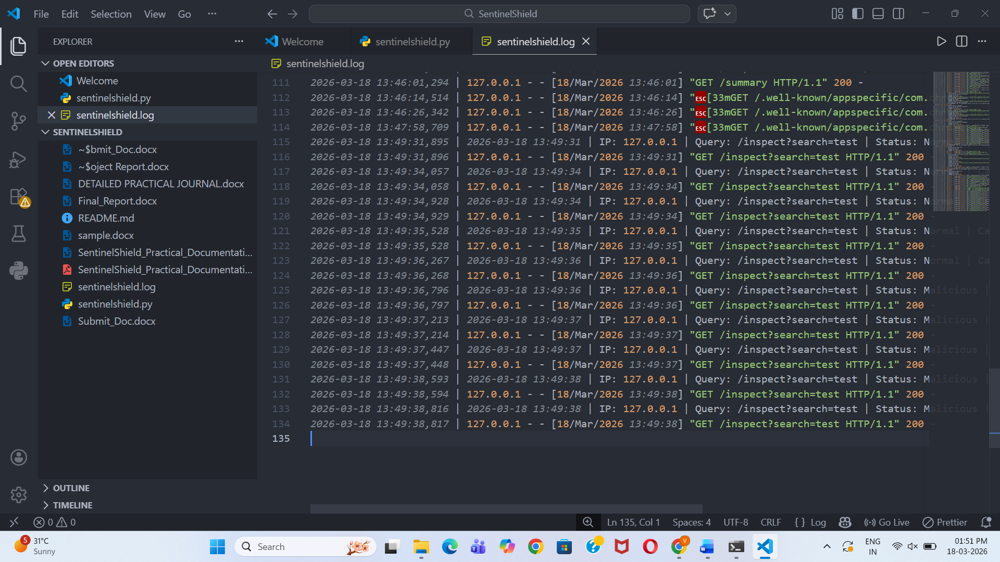 File Edit Selection View Go ··· SentinelShield
EXPLORER ···
Welcome sentinelshield.py sentinelshield.log
OPEN EDITORS
Welcome
sentinelshield.py
sentinelshield.log
SENTINELSHIELD
~$bmit_Doc.docx
~$oject Report.docx
DETAILED PRACTICAL JOURNAL.docx
Final_Report.docx
README.md
sample.docx
SentinelShield_Practical_Documentati...
SentinelShield_Practical_Documentati...
sentinelshield.log
sentinelshield.py
Submit_Doc.docx
OUTLINE
TIMELINE
sentinelshield.log
111 2026-03-18 13:46:01,294 | 127.0.0.1 - - [18/Mar/2026 13:46:01] "GET /summary HTTP/1.1" 200 -
112 2026-03-18 13:46:14,514 | 127.0.0.1 - - [18/Mar/2026 13:46:14] "ESC[33mGET /.well-known/appspecific/com.
113 2026-03-18 13:46:26,342 | 127.0.0.1 - - [18/Mar/2026 13:46:26] "ESC[33mGET /.well-known/appspecific/com.
114 2026-03-18 13:47:58,709 | 127.0.0.1 - - [18/Mar/2026 13:47:58] "ESC[33mGET /.well-known/appspecific/com.
115 2026-03-18 13:49:31,895 | 2026-03-18 13:49:31 | IP: 127.0.0.1 | Query: /inspect?search=test | Status: N
116 2026-03-18 13:49:31,896 | 127.0.0.1 - - [18/Mar/2026 13:49:31] "GET /inspect?search=test HTTP/1.1" 200 -
117 2026-03-18 13:49:34,057 | 2026-03-18 13:49:34 | IP: 127.0.0.1 | Query: /inspect?search=test | Status: N
118 2026-03-18 13:49:34,058 | 127.0.0.1 - - [18/Mar/2026 13:49:34] "GET /inspect?search=test HTTP/1.1" 200 -
119 2026-03-18 13:49:34,928 | 2026-03-18 13:49:34 | IP: 127.0.0.1 | Query: /inspect?search=test | Status: N
120 2026-03-18 13:49:34,929 | 127.0.0.1 - - [18/Mar/2026 13:49:34] "GET /inspect?search=test HTTP/1.1" 200 -
121 2026-03-18 13:49:35,528 | 2026-03-18 13:49:35 | IP: 127.0.0.1 | Query: /inspect?search=test | Status: Normal | Ca
122 2026-03-18 13:49:35,528 | 127.0.0.1 - - [18/Mar/2026 13:49:35] "GET /inspect?search=test HTTP/1.1" 200 -
123 2026-03-18 13:49:36,267 | 2026-03-18 13:49:36 | IP: 127.0.0.1 | Query: /inspect?search=test | Status: Normal | Ca
124 2026-03-18 13:49:36,268 | 127.0.0.1 - - [18/Mar/2026 13:49:36] "GET /inspect?search=test HTTP/1.1" 200 -
125 2026-03-18 13:49:36,796 | 2026-03-18 13:49:36 | IP: 127.0.0.1 | Query: /inspect?search=test | Status: Malicious |
126 2026-03-18 13:49:36,797 | 127.0.0.1 - - [18/Mar/2026 13:49:36] "GET /inspect?search=test HTTP/1.1" 200 -
127 2026-03-18 13:49:37,213 | 2026-03-18 13:49:37 | IP: 127.0.0.1 | Query: /inspect?search=test | Status: Malicious |
128 2026-03-18 13:49:37,214 | 127.0.0.1 - - [18/Mar/2026 13:49:37] "GET /inspect?search=test HTTP/1.1" 200 -
129 2026-03-18 13:49:37,447 | 2026-03-18 13:49:37 | IP: 127.0.0.1 | Query: /inspect?search=test | Status: Malicious |
130 2026-03-18 13:49:37,448 | 127.0.0.1 - - [18/Mar/2026 13:49:37] "GET /inspect?search=test HTTP/1.1" 200 -
131 2026-03-18 13:49:38,593 | 2026-03-18 13:49:38 | IP: 127.0.0.1 | Query: /inspect?search=test | Status: Malicious |
132 2026-03-18 13:49:38,594 | 127.0.0.1 - - [18/Mar/2026 13:49:38] "GET /inspect?search=test HTTP/1.1" 200 -
133 2026-03-18 13:49:38,816 | 2026-03-18 13:49:38 | IP: 127.0.0.1 | Query: /inspect?search=test | Status: Malicious |
134 2026-03-18 13:49:38,817 | 127.0.0.1 - - [18/Mar/2026 13:49:38] "GET /inspect?search=test HTTP/1.1" 200 -
135
0 0 Ln 135, Col 1 Spaces: 4 UTF-8 CRLF { } Log Go Live Prettier
5 31°C Search ENG 01:51 PM
Sunny IN 18-03-2026